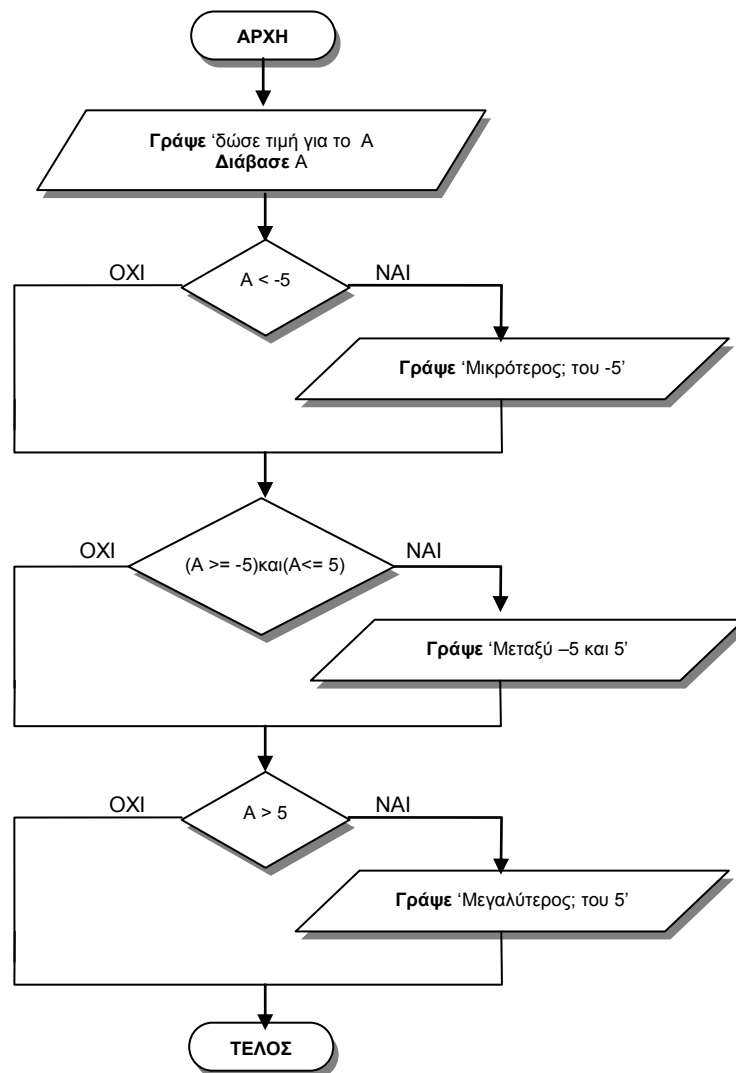 ΑΡΧΗ
Γράψε ‘δώσε τιμή για το Α
Διάβασε Α
ΟΧΙ
Α < -5
ΝΑΙ
Γράψε ‘Μικρότερος; του -5’
ΟΧΙ
(Α >= -5)και(Α<= 5)
ΝΑΙ
Γράψε ‘Μεταξύ –5 και 5’
ΟΧΙ
Α > 5
ΝΑΙ
Γράψε ‘Μεγαλύτερος; του 5’
ΤΕΛΟΣ